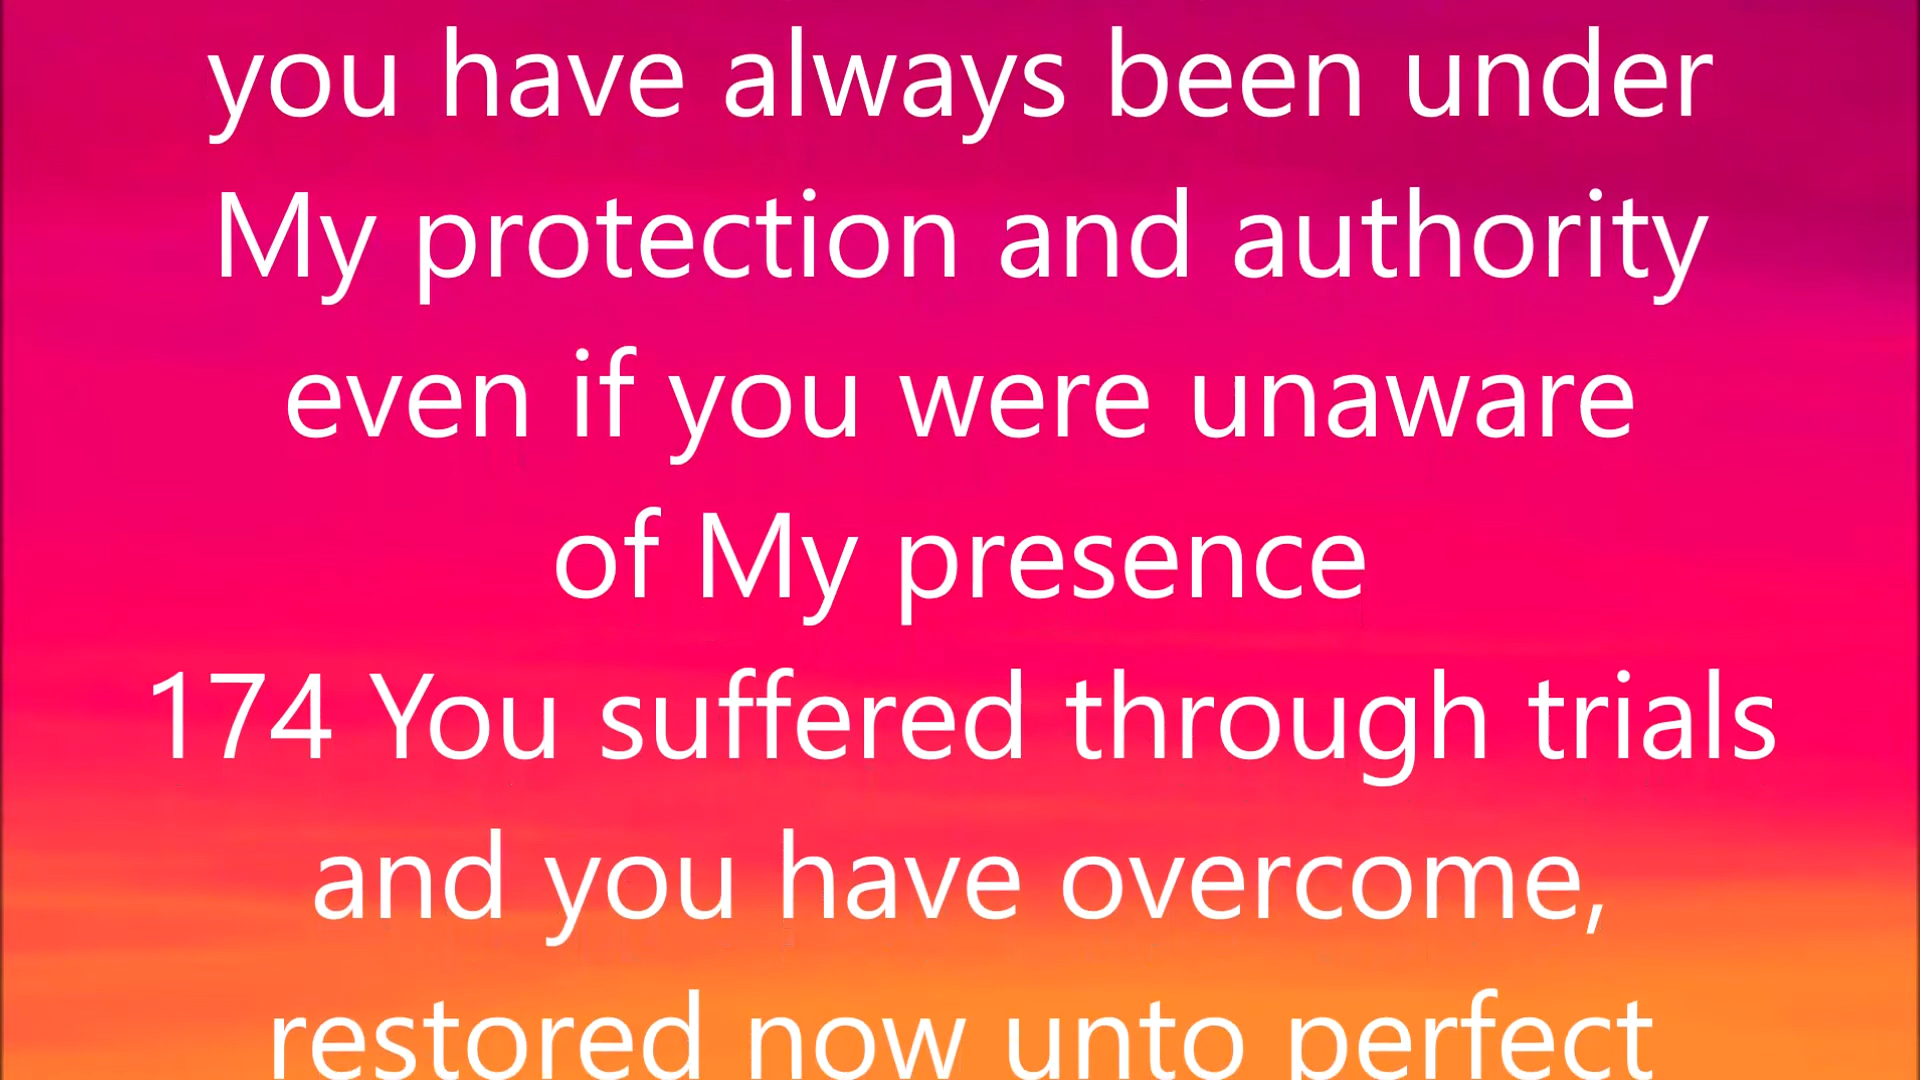 you have always been under
My protection and authority
even if you were unaware
of My presence
174 You suffered through trials
and you have overcome,
restored now unto perfect